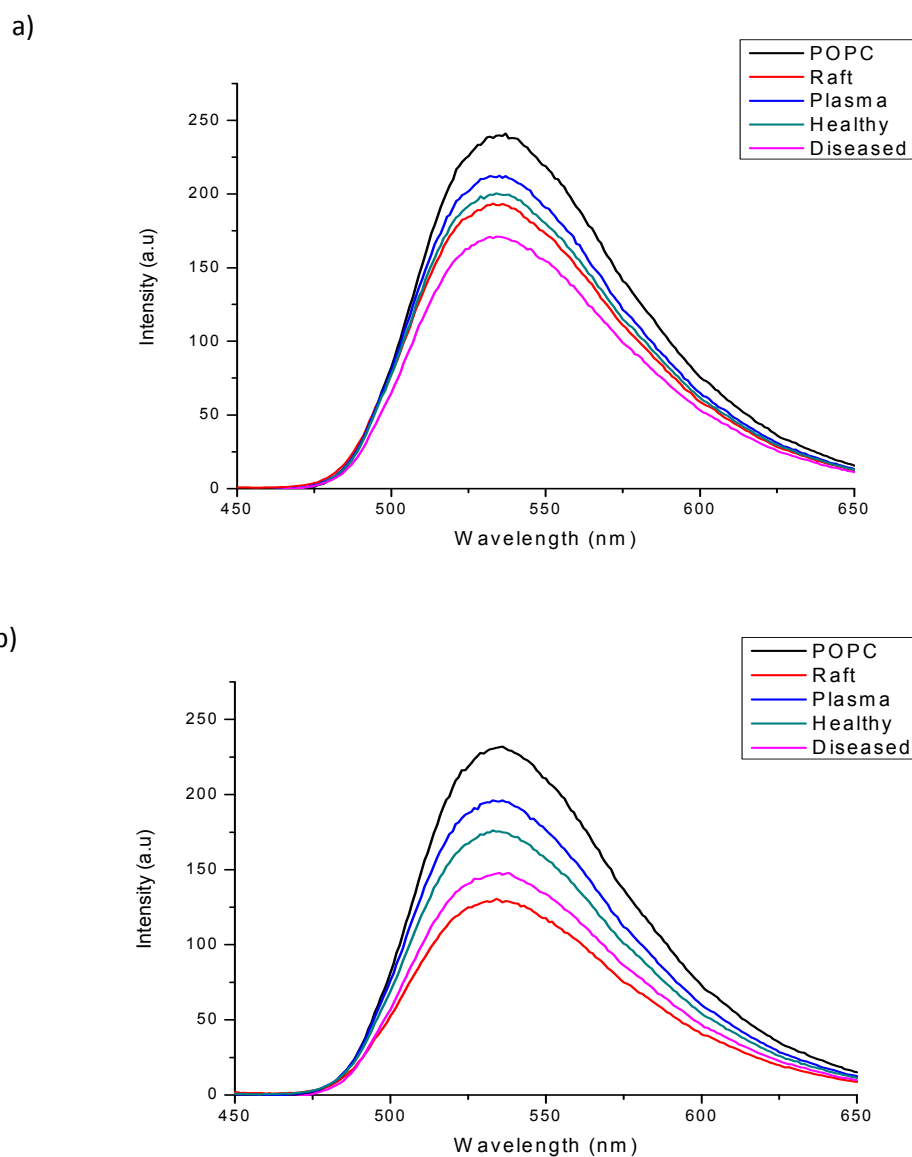 a)
POPC
Raft
Plasma
Healthy
Diseased
250
200
150
100
50
0
450 500 550 600 650
Intensity (a.u)
Wavelength (nm)
b)
POPC
Raft
Plasma
Healthy
Diseased
250
200
150
100
50
0
450 500 550 600 650
Intensity (a.u)
Wavelength (nm)